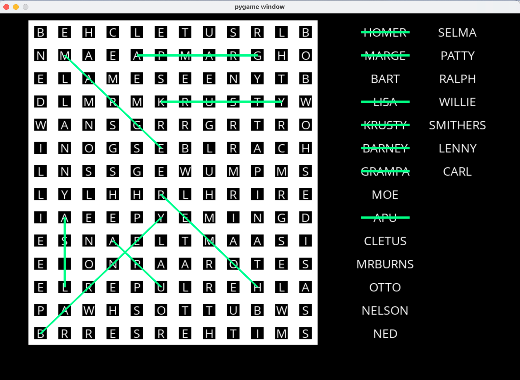 pygame window
B E H C L E T U S R L B
N M A E A P M A R G H O
E L A M E S E E N Y T B
D L M R M K R U S T Y W
W A N S G R R G R T R O
I N O G S E B L R A C H
L N S S G E W U M P M S
L Y L H H R L H R I R E
I A E E P Y E M I N G D
E S N A E L T M A A S I
E I O N P A A R O T E S
E L R E P U L R E H L A
P A W H S O T T U B W S
B R R E S R E H T I M S
HOMER
MARGE
BART
LISA
KRUSTY
BARNEY
GRAMPA
MOE
APU
CLETUS
MRBURNS
OTTO
NELSON
NED
SELMA
PATTY
RALPH
WILLIE
SMITHERS
LENNY
CARL